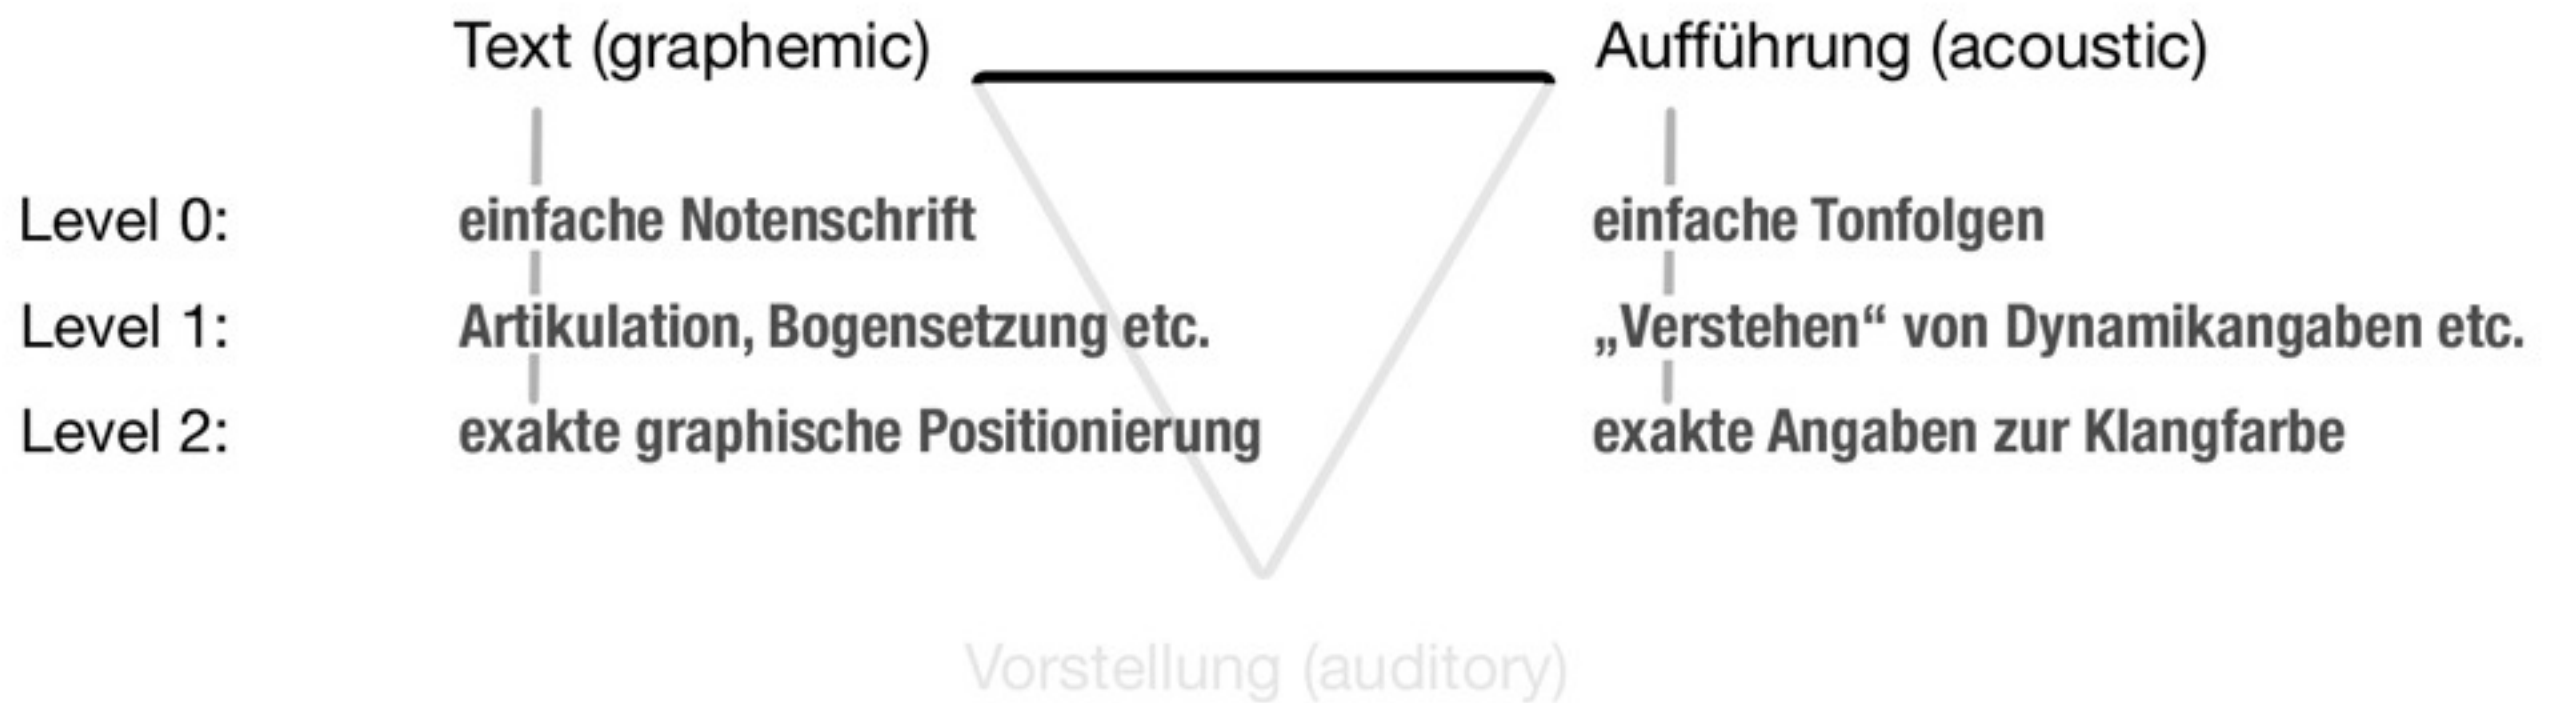 Text (graphemic) Aufführung (acoustic)
Level 0: einfache Notenschrift einfache Tonfolgen
Level 1: Artikulation, Bogensetzung etc. „Verstehen“ von Dynamikangaben etc.
Level 2: exakte graphische Positionierung exakte Angaben zur Klangfarbe
Vorstellung (auditory)